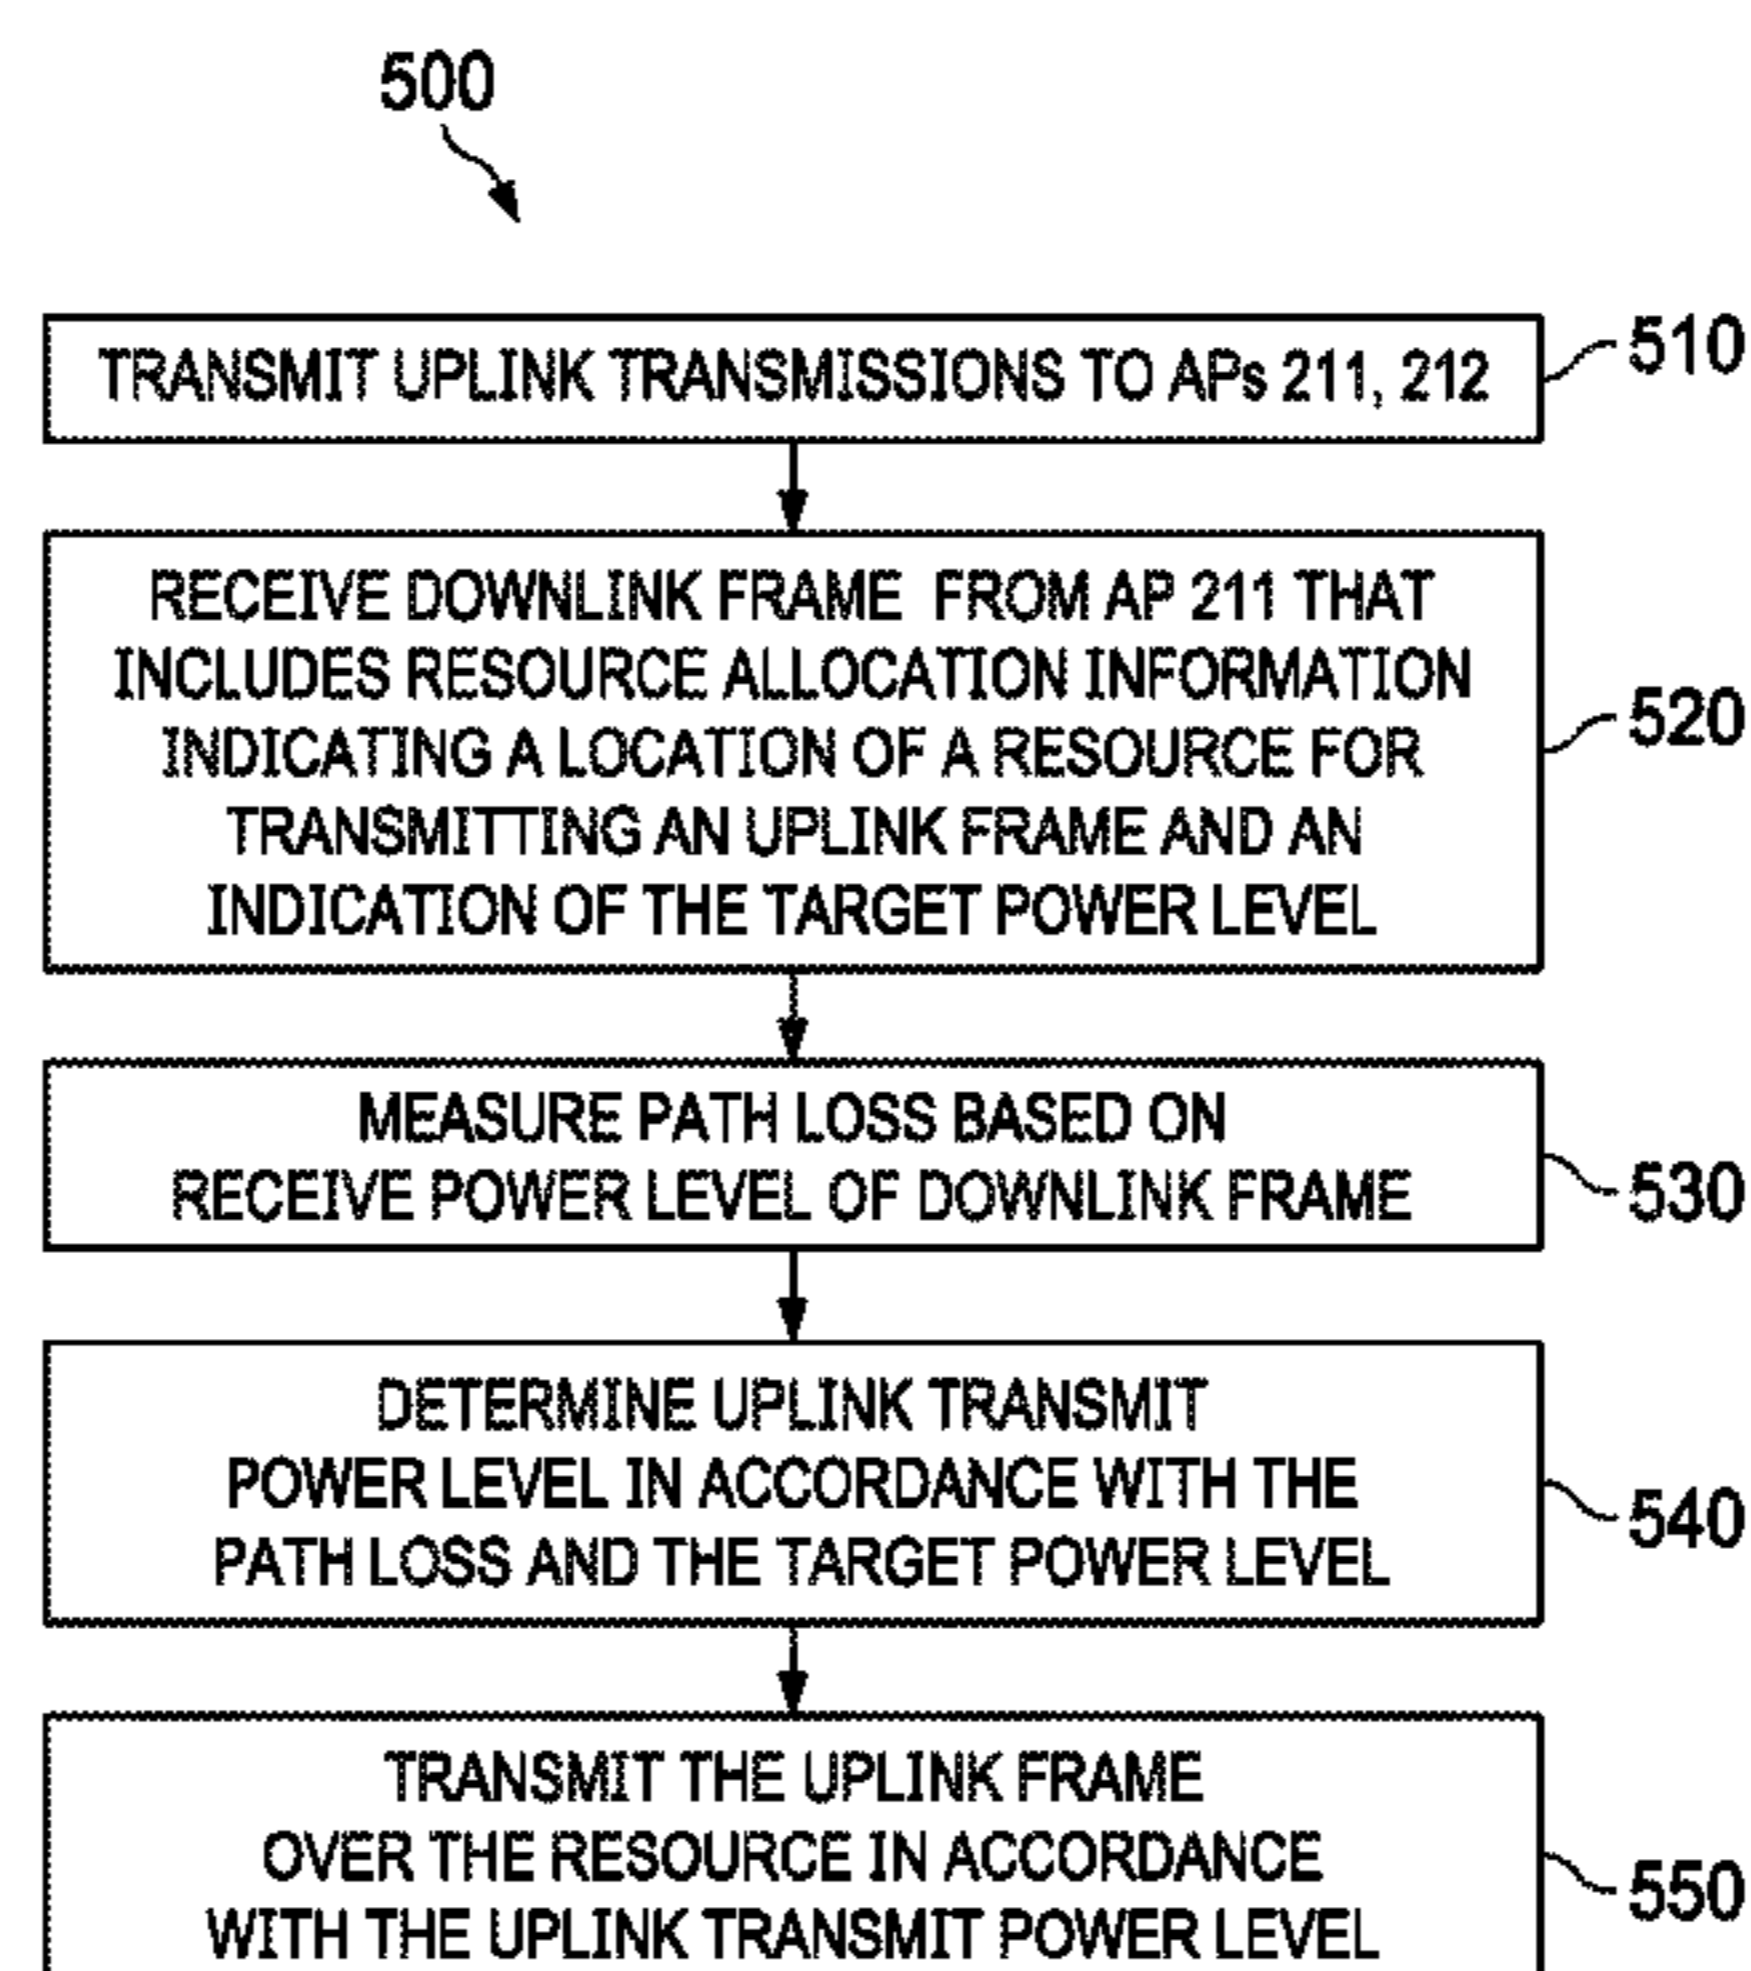 500
TRANSMIT UPLINK TRANSMISSIONS TO APs 211, 212
510
RECEIVE DOWNLINK FRAME FROM AP 211 THAT
INCLUDES RESOURCE ALLOCATION INFORMATION
INDICATING A LOCATION OF A RESOURCE FOR
TRANSMITTING AN UPLINK FRAME AND AN
INDICATION OF THE TARGET POWER LEVEL
520
MEASURE PATH LOSS BASED ON
RECEIVE POWER LEVEL OF DOWNLINK FRAME
530
DETERMINE UPLINK TRANSMIT
POWER LEVEL IN ACCORDANCE WITH THE
PATH LOSS AND THE TARGET POWER LEVEL
540
TRANSMIT THE UPLINK FRAME
OVER THE RESOURCE IN ACCORDANCE
WITH THE UPLINK TRANSMIT POWER LEVEL
550